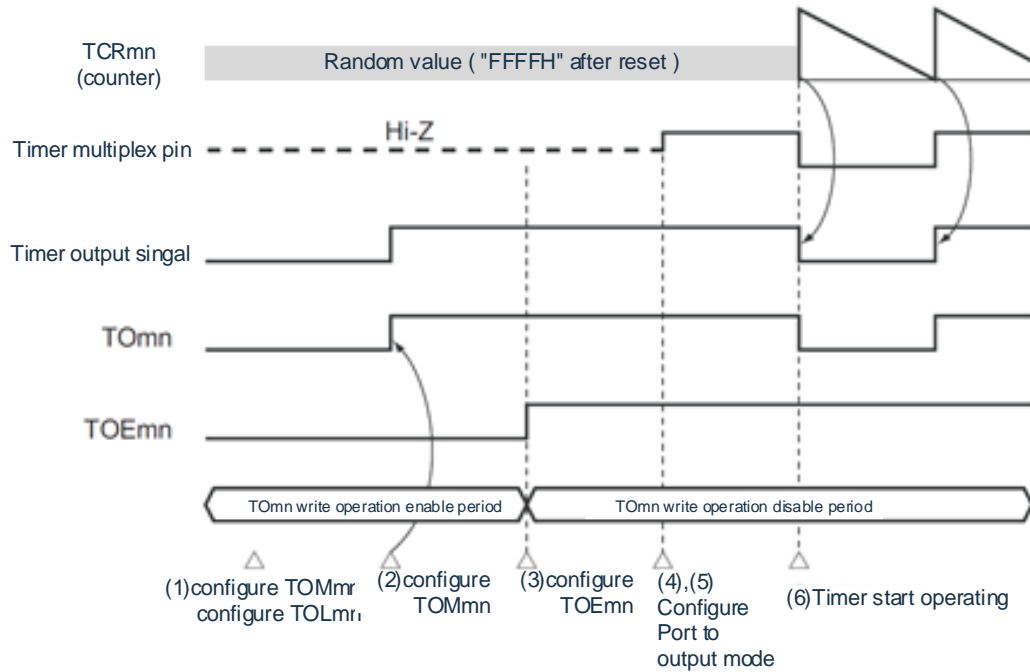 TCRmn
(counter)
Random value ( "FFFFH" after reset )
Hi-Z
Timer multiplex pin
Timer output singal
TOmn
TOEmn
TOmn write operation enable period
TOmn write operation disable period
(1)configure TOMmn
configure TOLmn
(2)configure
TOMmn
(3)configure
TOEmn
(4),(5)
Configure
Port to
output mode
(6)Timer start operating